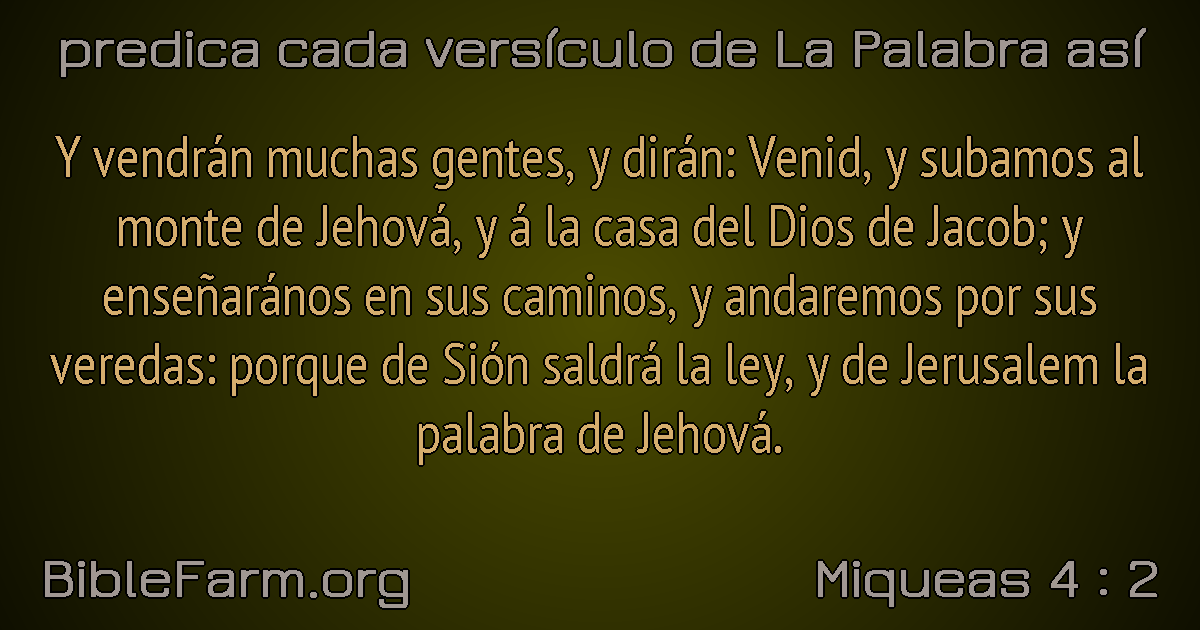 predica cada versículo de La Palabra así
Y vendrán muchas gentes, y dirán: Venid, y subamos al
monte de Jehová, y á la casa del Dios de Jacob; y
enseñarános en sus caminos, y andaremos por sus
veredas: porque de Sión saldrá la ley, y de Jerusalem la
palabra de Jehová.
BibleFarm.org
Miqueas 4 : 2